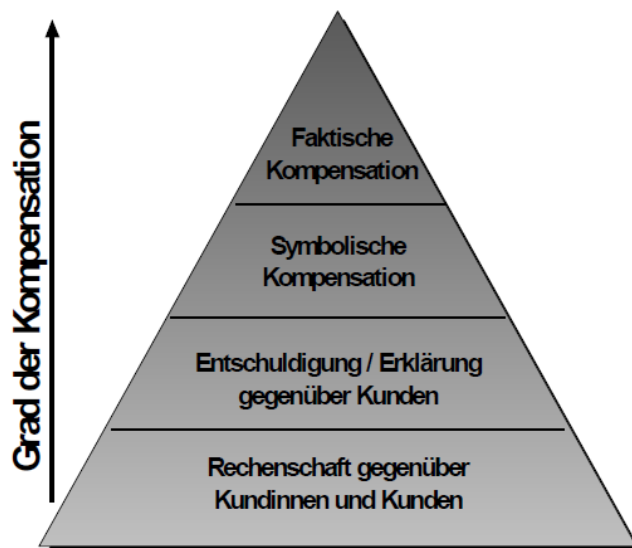 Grad der Kompensation
Faktische
Kompensation
Symbolische
Kompensation
Entschuldigung / Erklärung
gegenüber Kunden
Rechenschaft gegenüber
Kundinnen und Kunden